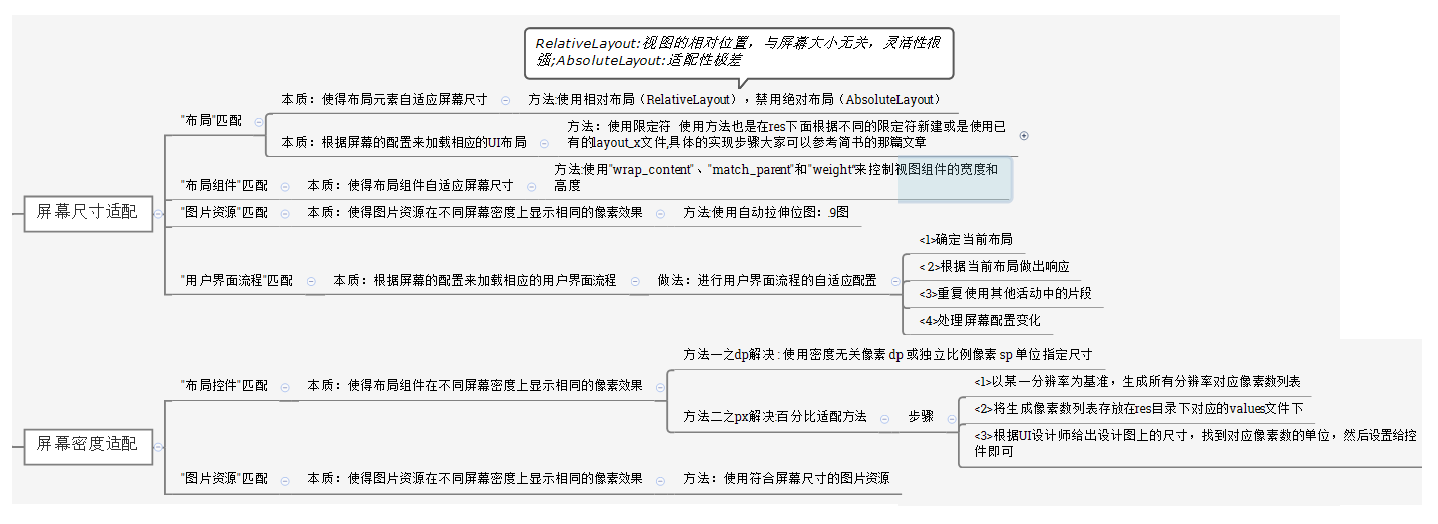 RelativeLayout:视图的相对位置，与屏幕大小无关，灵活性很
强;AbsoluteLayout:适配性极差
本质：使得布局元素自适应屏幕尺寸
方法:使用相对布局（RelativeLayout），禁用绝对布局（AbsoluteLayout）
"布局"匹配
本质：根据屏幕的配置来加载相应的UI布局
方法：使用限定符 使用方法也是在res下面根据不同的限定符新建或是使用已
有的layout_x文件,具体的实现步骤大家可以参考简书的那篇文章
"布局组件"匹配
本质：使得布局组件自适应屏幕尺寸
方法:使用"wrap_content"、"match_parent"和"weight"来控制视图组件的宽度和
高度
屏幕尺寸适配
"图片资源"匹配
本质：使得图片资源在不同屏幕密度上显示相同的像素效果
方法:使用自动拉伸位图：.9图
"用户界面流程"匹配
本质：根据屏幕的配置来加载相应的用户界面流程
做法：进行用户界面流程的自适应配置
<1>确定当前布局
<2>根据当前布局做出响应
<3>重复使用其他活动中的片段
<4>处理屏幕配置变化
屏幕密度适配
"布局控件"匹配
本质：使得布局组件在不同屏幕密度上显示相同的像素效果
方法一之dp解决：使用密度无关像素 dp 或独立比例像素 sp 单位指定尺寸
方法二之px解决:百分比适配方法
步骤
<1>以某一分辨率为基准，生成所有分辨率对应像素数列表
<2>将生成像素数列表存放在res目录下对应的values文件下
<3>根据UI设计师给出设计图上的尺寸，找到对应像素数的单位，然后设置给控
件即可
"图片资源"匹配
本质：使得图片资源在不同屏幕密度上显示相同的像素效果
方法：使用符合屏幕尺寸的图片资源